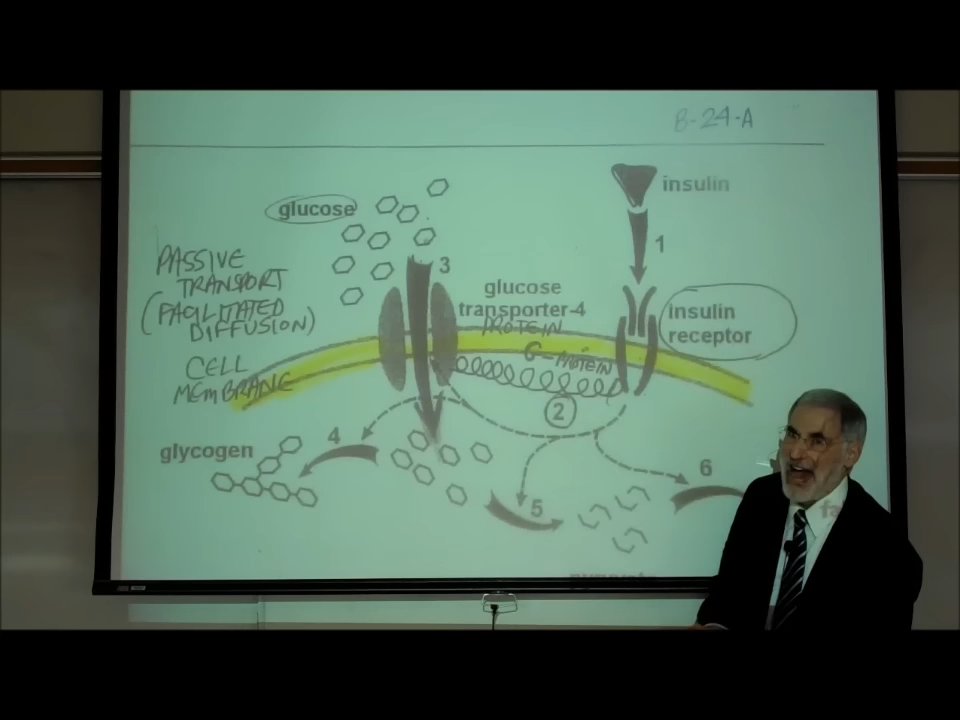 B-24-A
insulin
glucose
1
3
PASSIVE
TRANSPORT
(FACILITATED
DIFFUSION)
glucose
transporter-4
PROTEIN
insulin
receptor
G-PROTEIN
CELL
MEMBRANE
2
glycogen
4
5
6